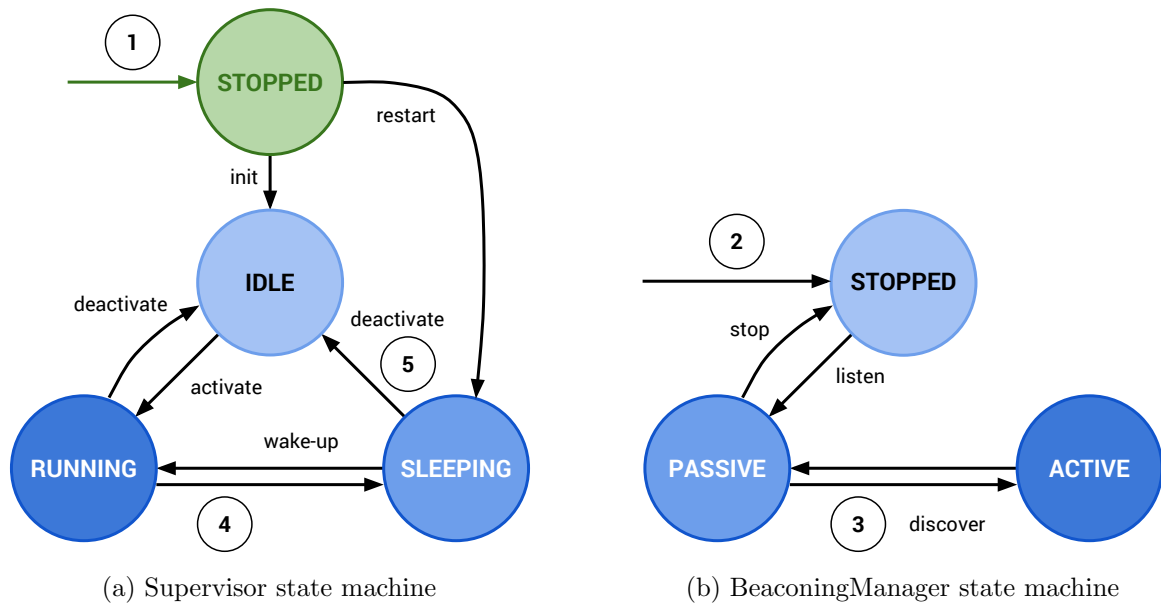 1
STOPPED
restart
init
IDLE
deactivate
deactivate
5
activate
wake-up
RUNNING
SLEEPING
4
(a) Supervisor state machine
2
STOPPED
stop
listen
PASSIVE
ACTIVE
3
discover
(b) BeaconingManager state machine